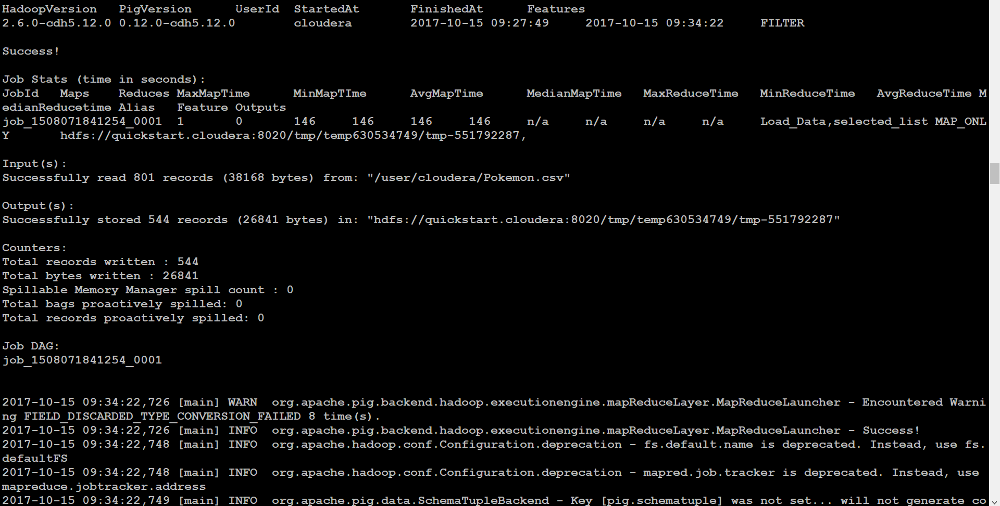 HadoopVersion PigVersion UserId StartedAt FinishedAt Features
2.6.0-cdh5.12.0 0.12.0-cdh5.12.0 cloudera 2017-10-15 09:27:49 2017-10-15 09:34:22 FILTER
Success!
Job Stats (time in seconds):
JobId Maps Reduces MaxMapTime MinMapTIme AvgMapTime MedianMapTime MaxReduceTime MinReduceTime AvgReduceTime M
edianReducetime Alias Feature Outputs
job_1508071841254_0001 1 0 146 146 146 146 n/a n/a n/a n/a Load_Data,selected_list MAP_ONL
Y hdfs://quickstart.cloudera:8020/tmp/temp630534749/tmp-551792287,
Input(s):
Successfully read 801 records (38168 bytes) from: "/user/cloudera/Pokemon.csv"
Output(s):
Successfully stored 544 records (26841 bytes) in: "hdfs://quickstart.cloudera:8020/tmp/temp630534749/tmp-551792287"
Counters:
Total records written : 544
Total bytes written : 26841
Spillable Memory Manager spill count : 0
Total bags proactively spilled: 0
Total records proactively spilled: 0
Job DAG:
job_1508071841254_0001
2017-10-15 09:34:22,726 [main] WARN org.apache.pig.backend.hadoop.executionengine.mapReduceLayer.MapReduceLauncher - Encountered Warni
ng FIELD_DISCARDED_TYPE_CONVERSION_FAILED 8 time(s).
2017-10-15 09:34:22,726 [main] INFO org.apache.pig.backend.hadoop.executionengine.mapReduceLayer.MapReduceLauncher - Success!
2017-10-15 09:34:22,748 [main] INFO org.apache.hadoop.conf.Configuration.deprecation - fs.default.name is deprecated. Instead, use fs.
defaultFS
2017-10-15 09:34:22,748 [main] INFO org.apache.hadoop.conf.Configuration.deprecation - mapred.job.tracker is deprecated. Instead, use
mapreduce.jobtracker.address
2017-10-15 09:34:22,749 [main] INFO org.apache.pig.data.SchemaTupleBackend - Key [pig.schematuple] was not set... will not generate co